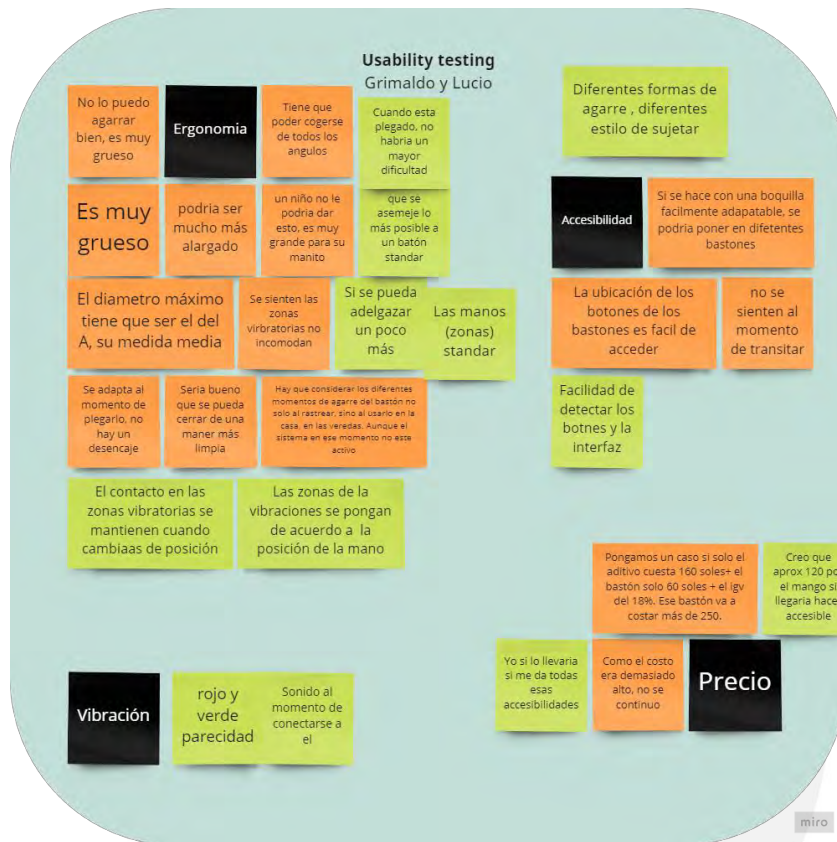 Usability testing
Grimaldo y Lucio
No lo puedo
agarrar
bien, es muy
grueso
Ergonomia
Tiene que
poder cogerse
de todos los
angulos
Cuando esta
plegado, no
habria un
mayor
dificultad
Diferentes formas de
agarre , diferentes
estilo de sujetar
Es muy
grueso
podria ser
mucho más
alargado
un niño no le
podria dar
esto, es muy
grande para su
manito
que se
asemeje lo
más posible a
un batón
standar
Accesibilidad
Si se hace con una boquilla
facilmente adapatable, se
podria poner en difetentes
bastones
El diametro máximo
tiene que ser el del
A, su medida media
Se sienten las
zonas
virbratorias no
incomodan
Si se pueda
adelgazar
un poco
más
Las manos
(zonas)
standar
La ubicación de los
botones de los
bastones es facil de
acceder
no se
sienten al
momento
de transitar
Se adapta al
momento de
plegarlo, no
hay un
desencaje
Seria bueno
que se pueda
cerrar de una
maner más
limpia
Hay que considerar los diferentes
momentos de agarre del bastón no
solo al rastrear, sino al usarlo en la
casa, en las veredas. Aunque el
sistema en ese momento no este
activo
Facilidad de
detectar los
botnes y la
interfaz
El contacto en las
zonas vibratorias se
mantienen cuando
cambiaas de posición
Las zonas de la
vibraciones se pongan
de acuerdo a la
posición de la mano
Pongamos un caso si solo el
aditivo cuesta 160 soles+ el
bastón solo 60 soles + el igv
del 18%. Ese bastón va a
costar más de 250.
Creo que
aprox 120 po
el mango si
llegaria hace
accesible
Yo si lo llevaria
si me da todas
esas
accesibilidades
Como el costo
era demasiado
alto, no se
continuo
Precio
Vibración
rojo y
verde
parecidad
Sonido al
momento de
conectarse a
el
miro